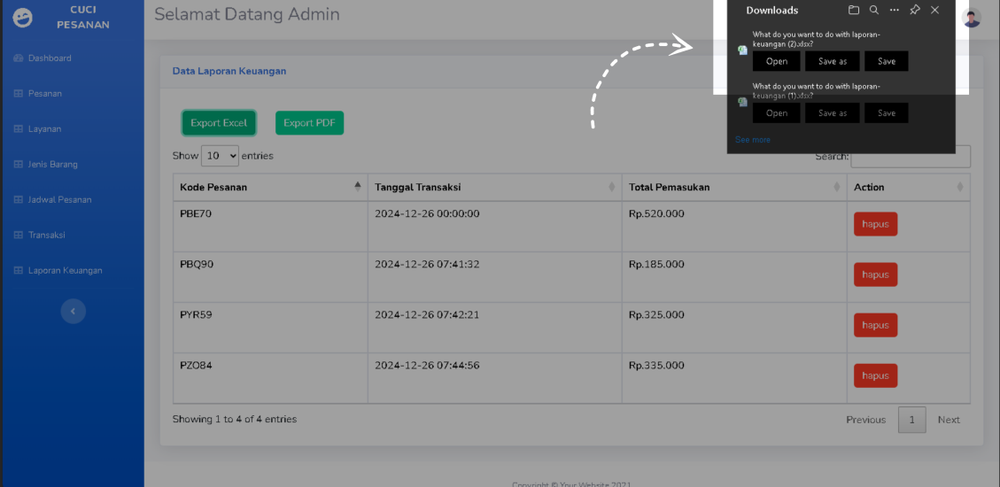 CUCI
PESANAN
Dashboard
Pesanan
Layanan
Jenis Barang
Jadwal Pesanan
Transaksi
Laporan Keuangan
Selamat Datang Admin
Downloads
What do you want to do with laporan-
keuangan (2).xlsx?
Open Save as Save
What do you want to do with laporan-
keuangan (1).xlsx?
Open Save as Save
See more
Data Laporan Keuangan
Export Excel Export PDF
Show 10 entries Search:
Kode Pesanan Tanggal Transaksi Total Pemasukan Action
PBE70 2024-12-26 00:00:00 Rp.520.000 hapus
PBQ90 2024-12-26 07:41:32 Rp.185.000 hapus
PYR59 2024-12-26 07:42:21 Rp.325.000 hapus
PZO84 2024-12-26 07:44:56 Rp.335.000 hapus
Showing 1 to 4 of 4 entries Previous 1 Next
Copyright © Your Website 2021